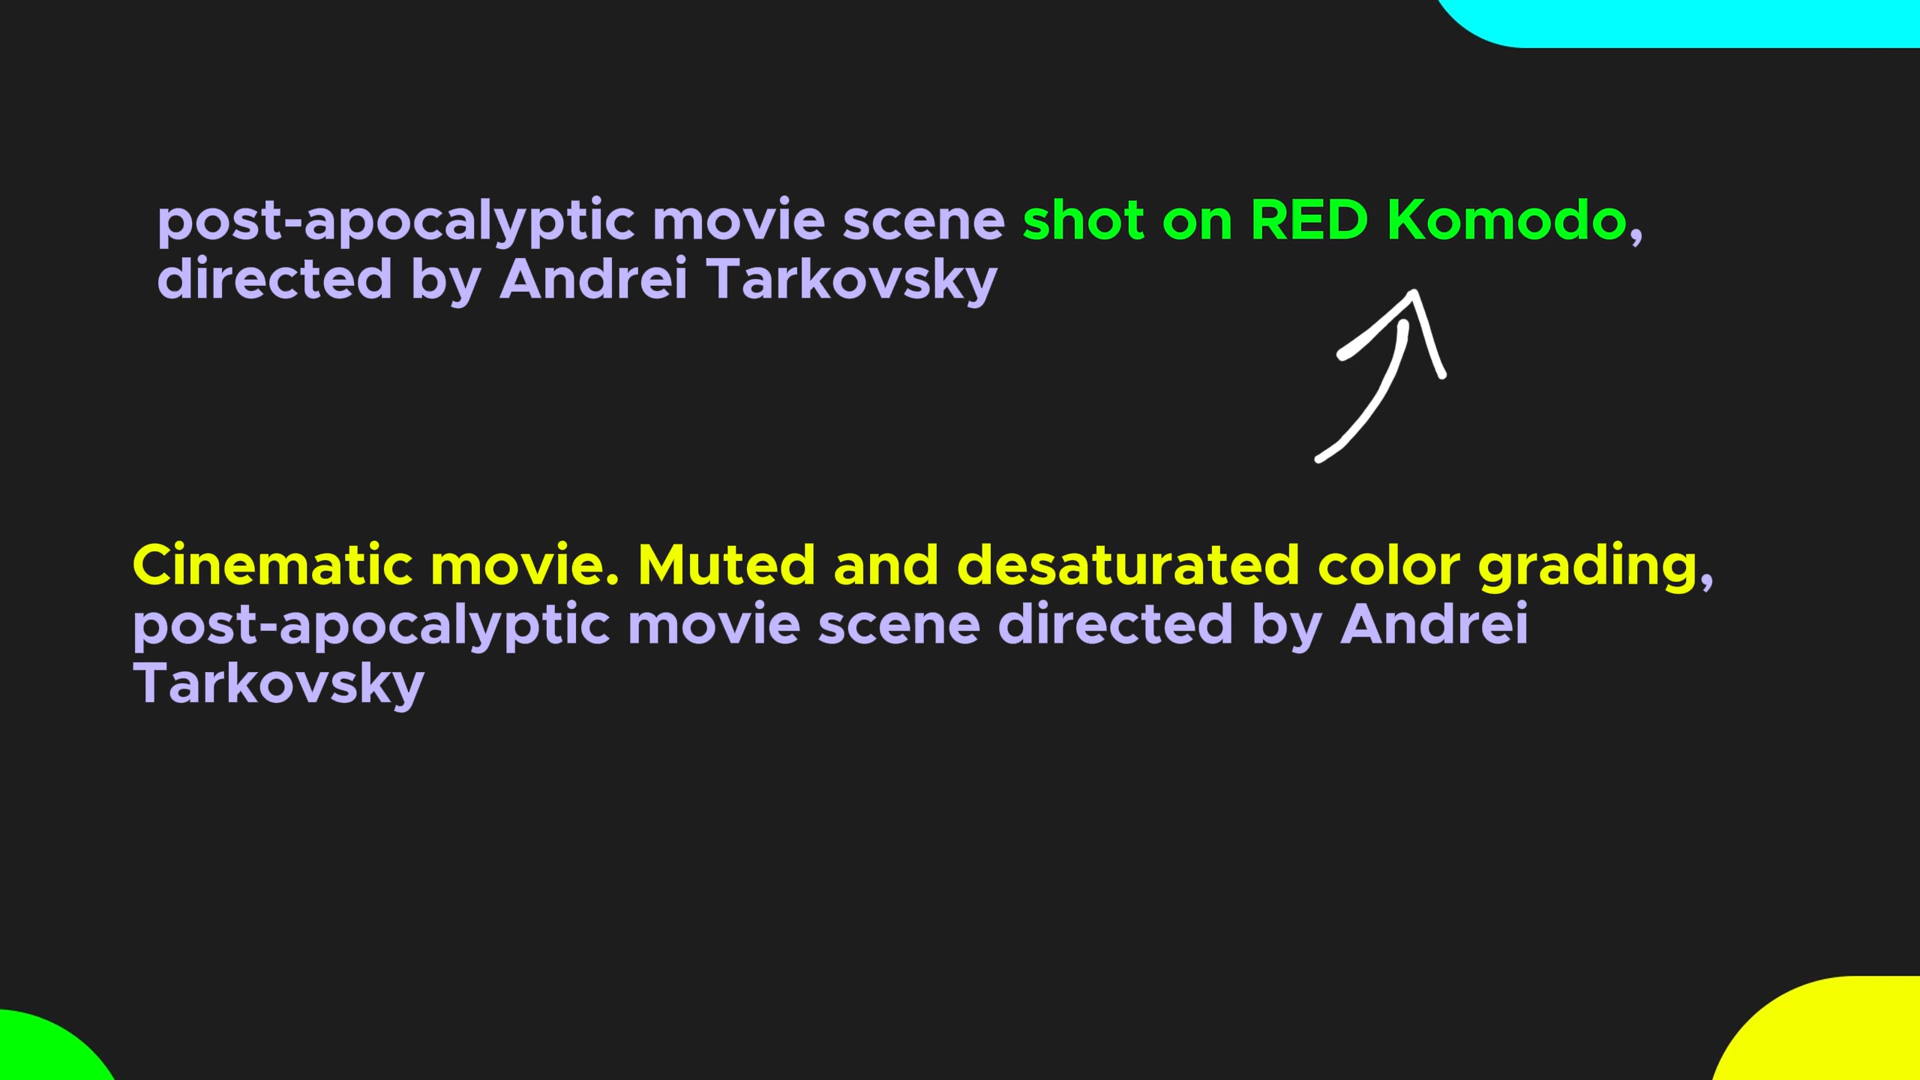 post-apocalyptic movie scene shot on RED Komodo,
directed by Andrei Tarkovsky
Cinematic movie. Muted and desaturated color grading,
post-apocalyptic movie scene directed by Andrei
Tarkovsky